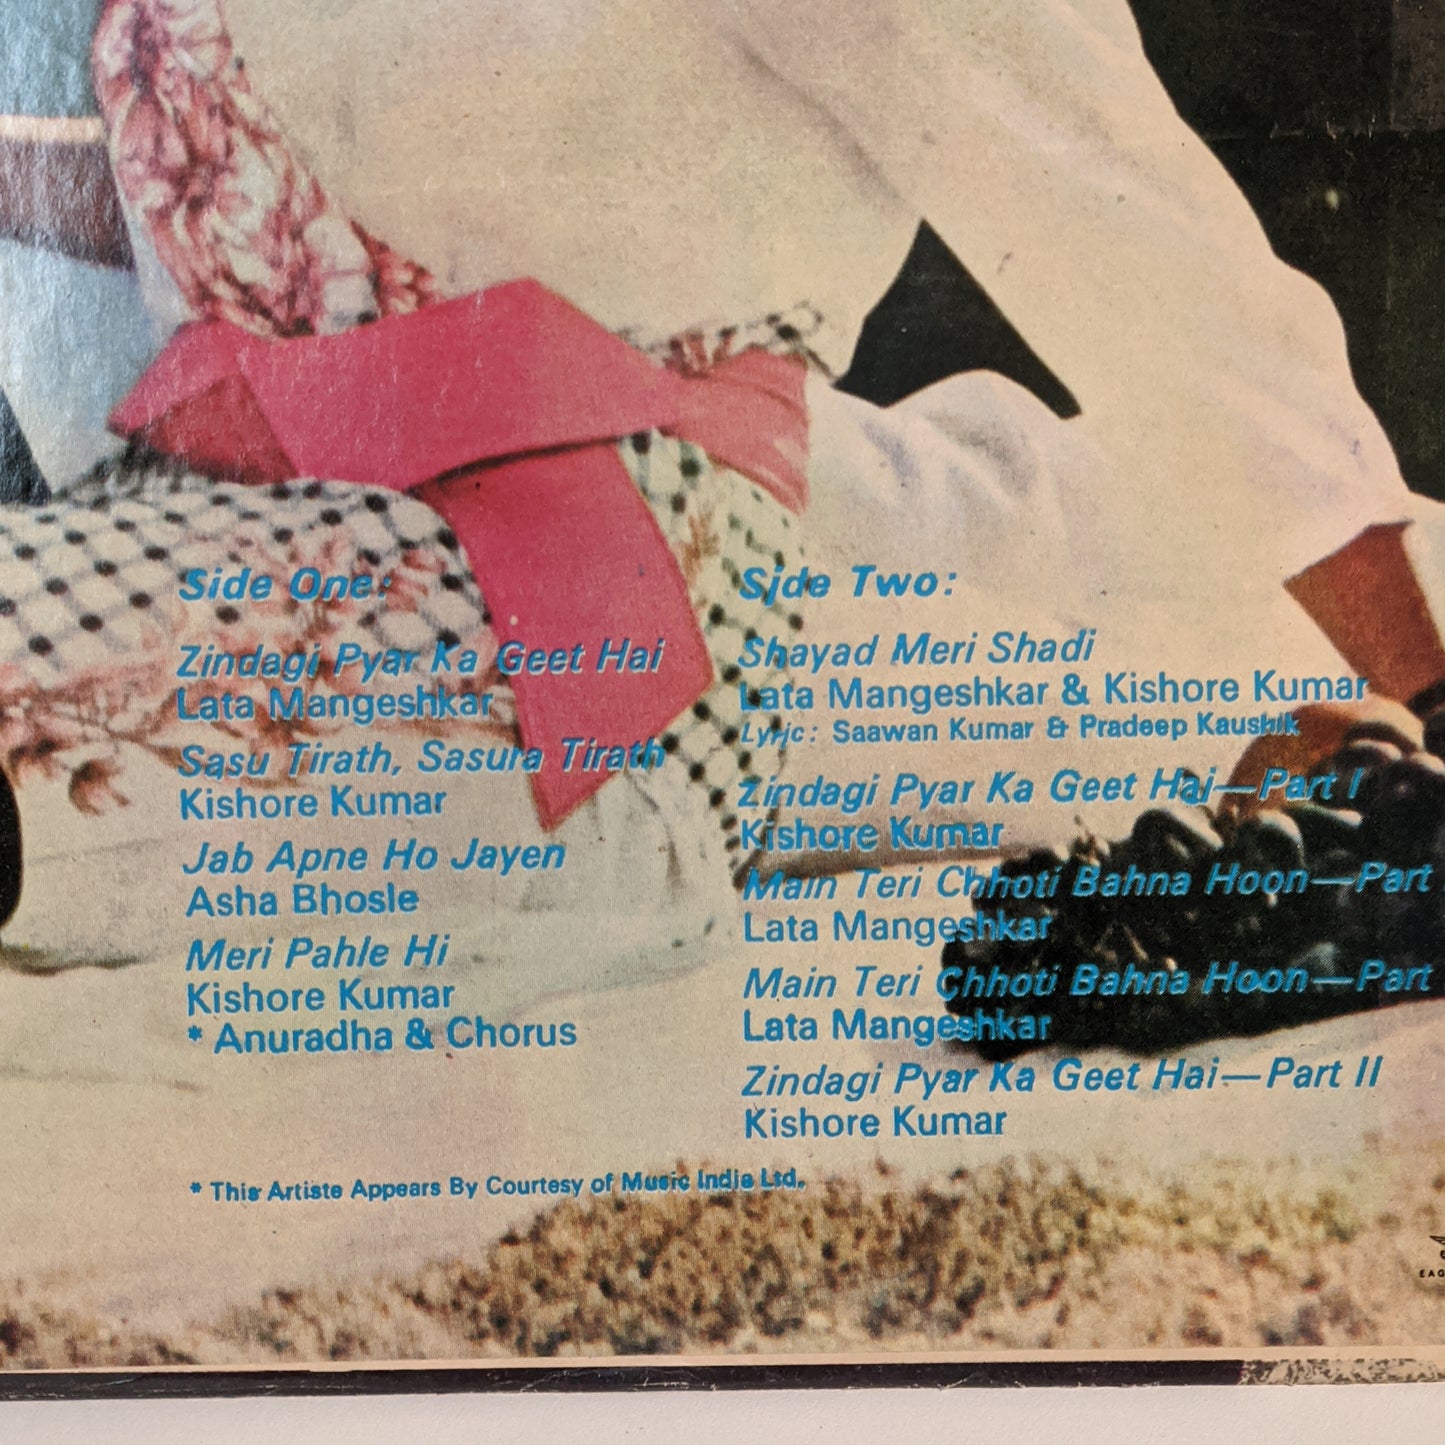 Side One:
Zindagi Pyar Ka Geet Hai
Lata Mangeshkar
Sasu Tirath, Sasura Tirath
Kishore Kumar
Jab Apne Ho Jayen
Asha Bhosle
Meri Pahle Hi
Kishore Kumar
* Anuradha & Chorus
Side Two:
Shayad Meri Shadi
Lata Mangeshkar & Kishore Kumar
Lyric: Saawan Kumar & Pradeep Kaushik
Zindagi Pyar Ka Geet Hai—Part I
Kishore Kumar
Main Teri Chhoti Bahna Hoon—Part
Lata Mangeshkar
Main Teri Chhoti Bahna Hoon—Part
Lata Mangeshkar
Zindagi Pyar Ka Geet Hai—Part II
Kishore Kumar
* This Artiste Appears By Courtesy of Music India Ltd.